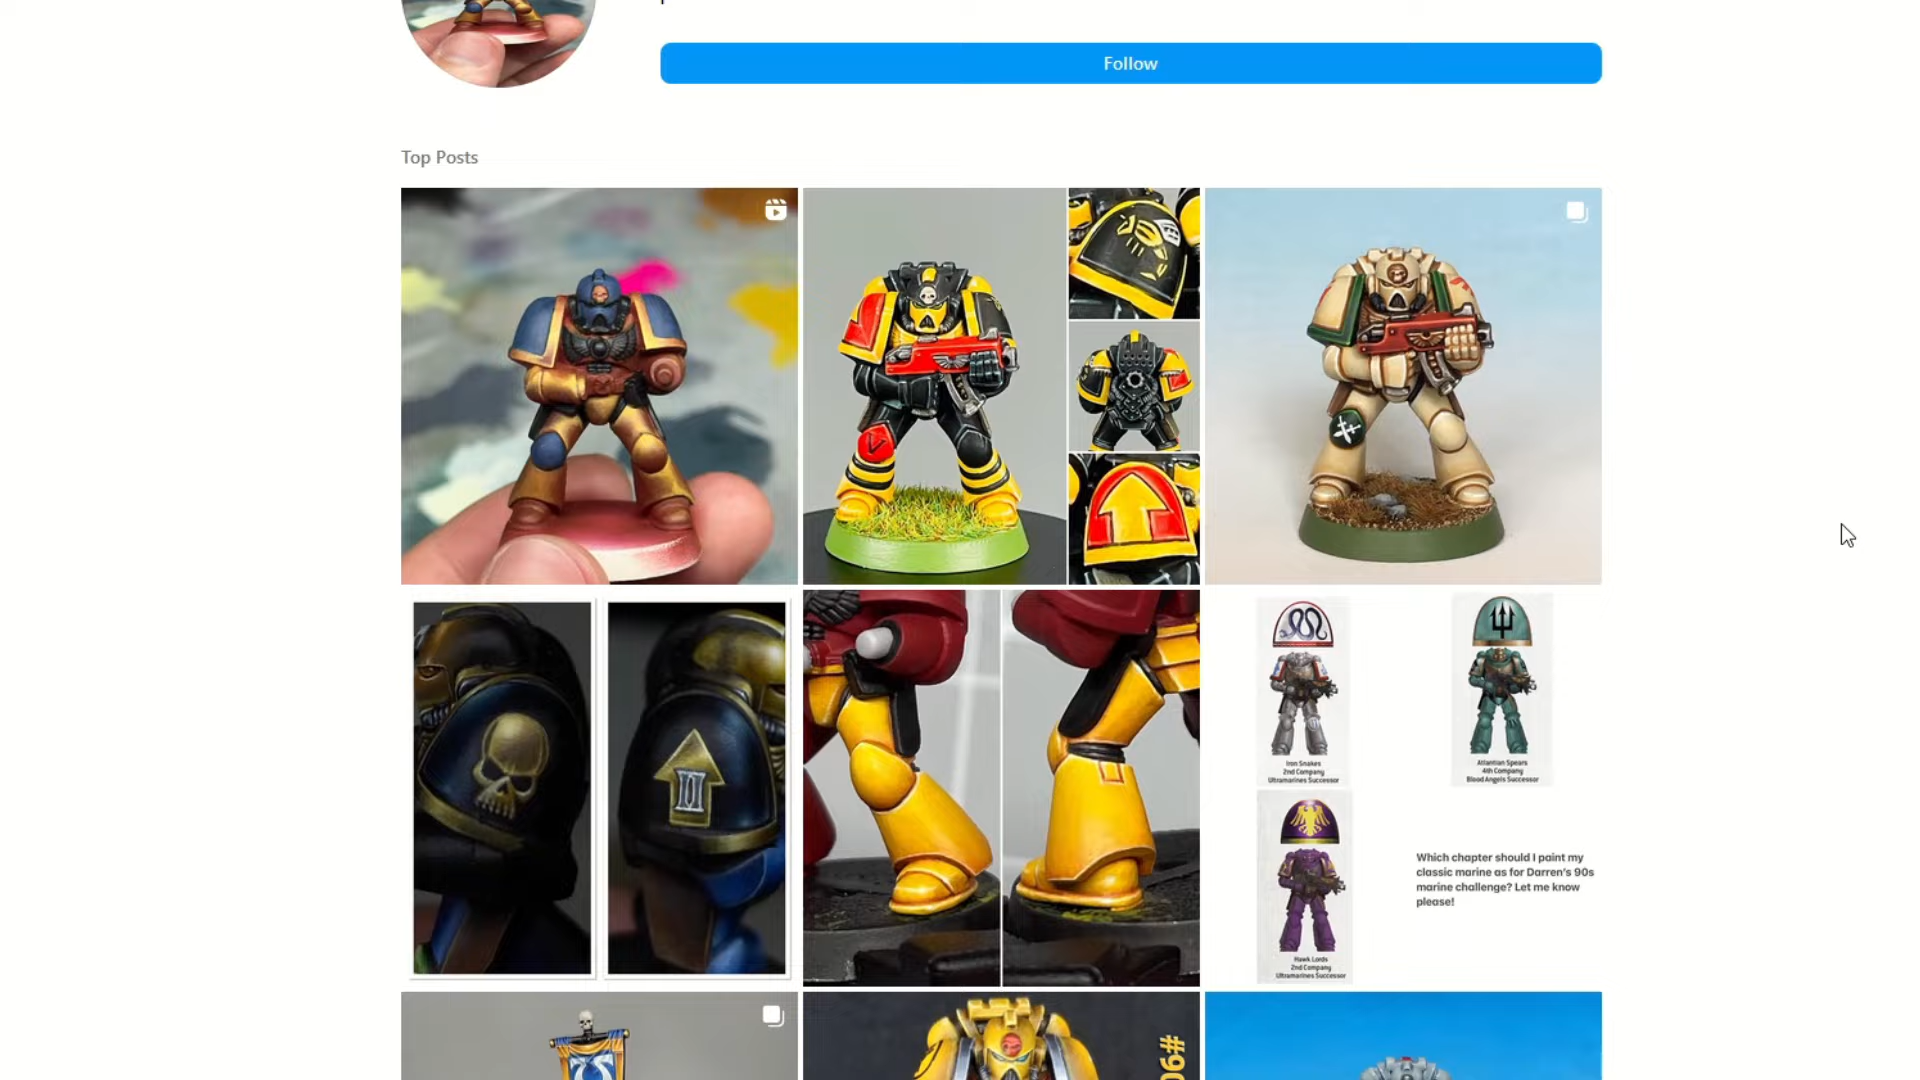 Follow
Top Posts
V
II
Iron Snakes
2nd Company
Ultramarines Successor
Atlantian Spears
4th Company
Blood Angels Successor
Hawk Lords
2nd Company
Ultramarines Successor
Which chapter should I paint my
classic marine as for Darren's 90s
marine challenge? Let me know
please!